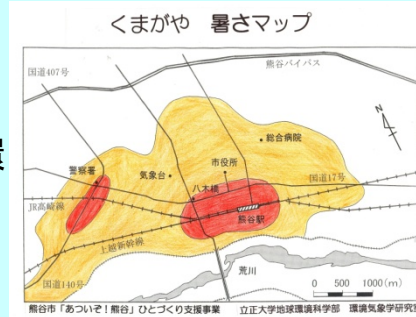 くまがや 暑さマップ
国道407号
熊谷バイパス
N
総合病院
市役所
警察署
気象台
国道17号
八木橋
JR高崎線
熊谷駅
上越新幹線
荒川
国道140号
0 500 1000(m)
熊谷市「あついぞ!熊谷」ひとづくり支援事業 立正大学地球環境科学部 環境気象学研究